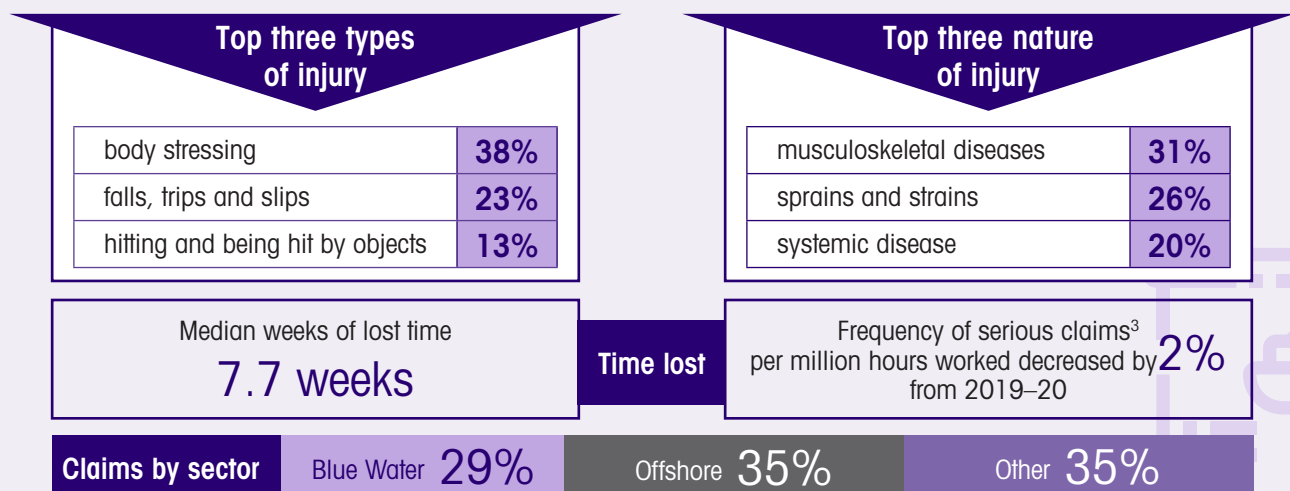 Top three types
of injury
body stressing 38%
falls, trips and slips 23%
hitting and being hit by objects 13%
Top three nature
of injury
musculoskeletal diseases 31%
sprains and strains 26%
systemic disease 20%
Median weeks of lost time
7.7 weeks
Time lost
Frequency of serious claims³
per million hours worked decreased by 2%
from 2019–20
Claims by sector Blue Water 29% Offshore 35% Other 35%